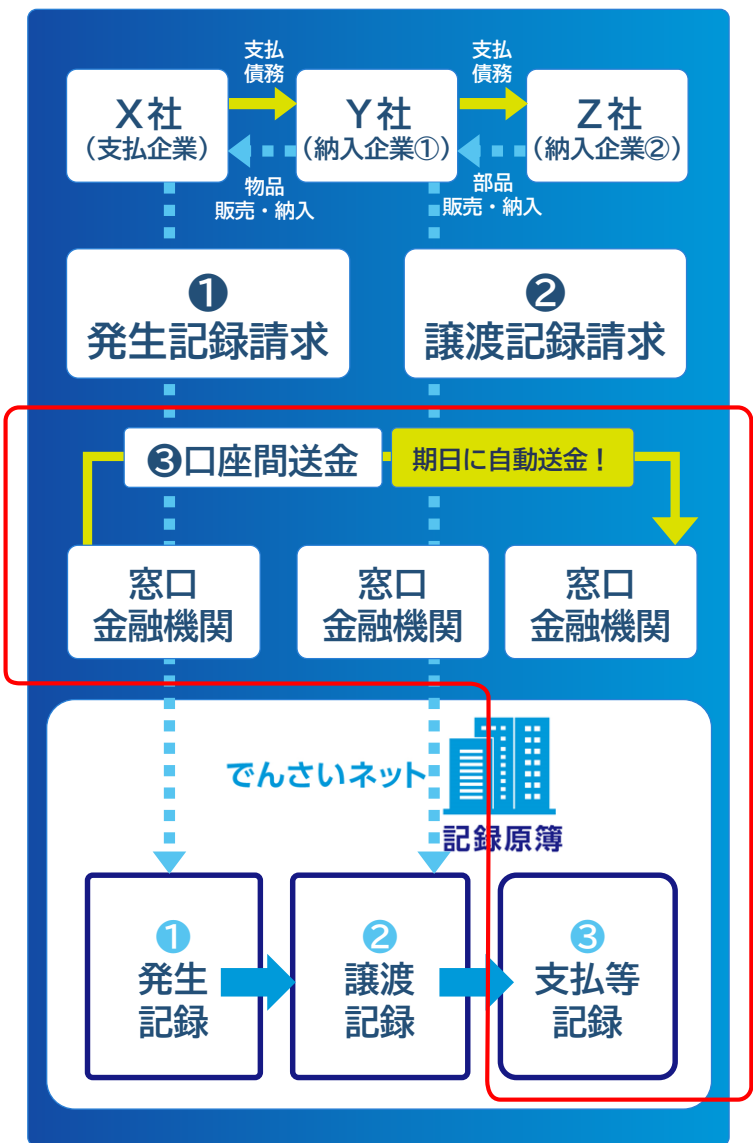 支払
債務
支払
債務
X社
(支払企業)
Y社
(納入企業①)
Z社
(納入企業②)
物品
販売・納入
部品
販売・納入
❶
発生記録請求
❷
譲渡記録請求
❸口座間送金
期日に自動送金！
窓口
金融機関
窓口
金融機関
窓口
金融機関
でんさいネット
記録原簿
❶
発生
記録
❷
譲渡
記録
❸
支払等
記録